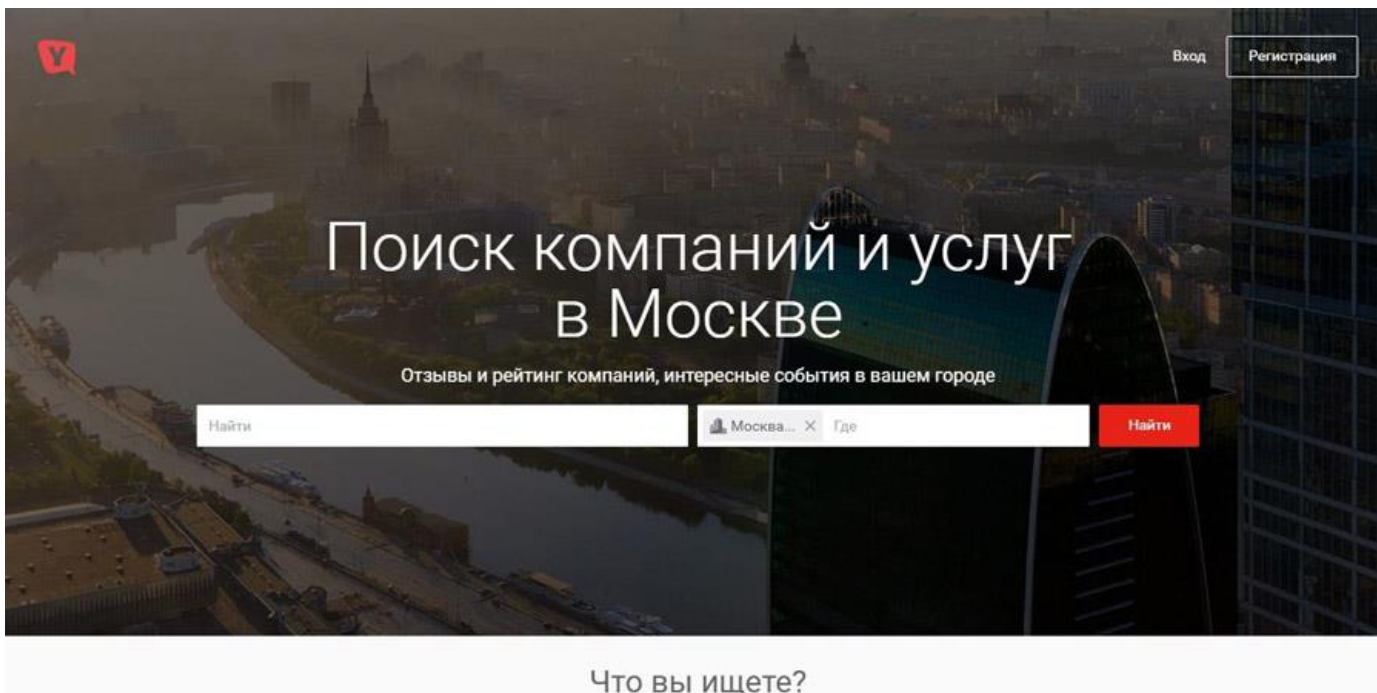 Y
Вход
Регистрация
Поиск компаний и услуг
в Москве
Отзывы и рейтинг компаний, интересные события в вашем городе
Найти
Москва...
Где
Найти
Что вы ищете?